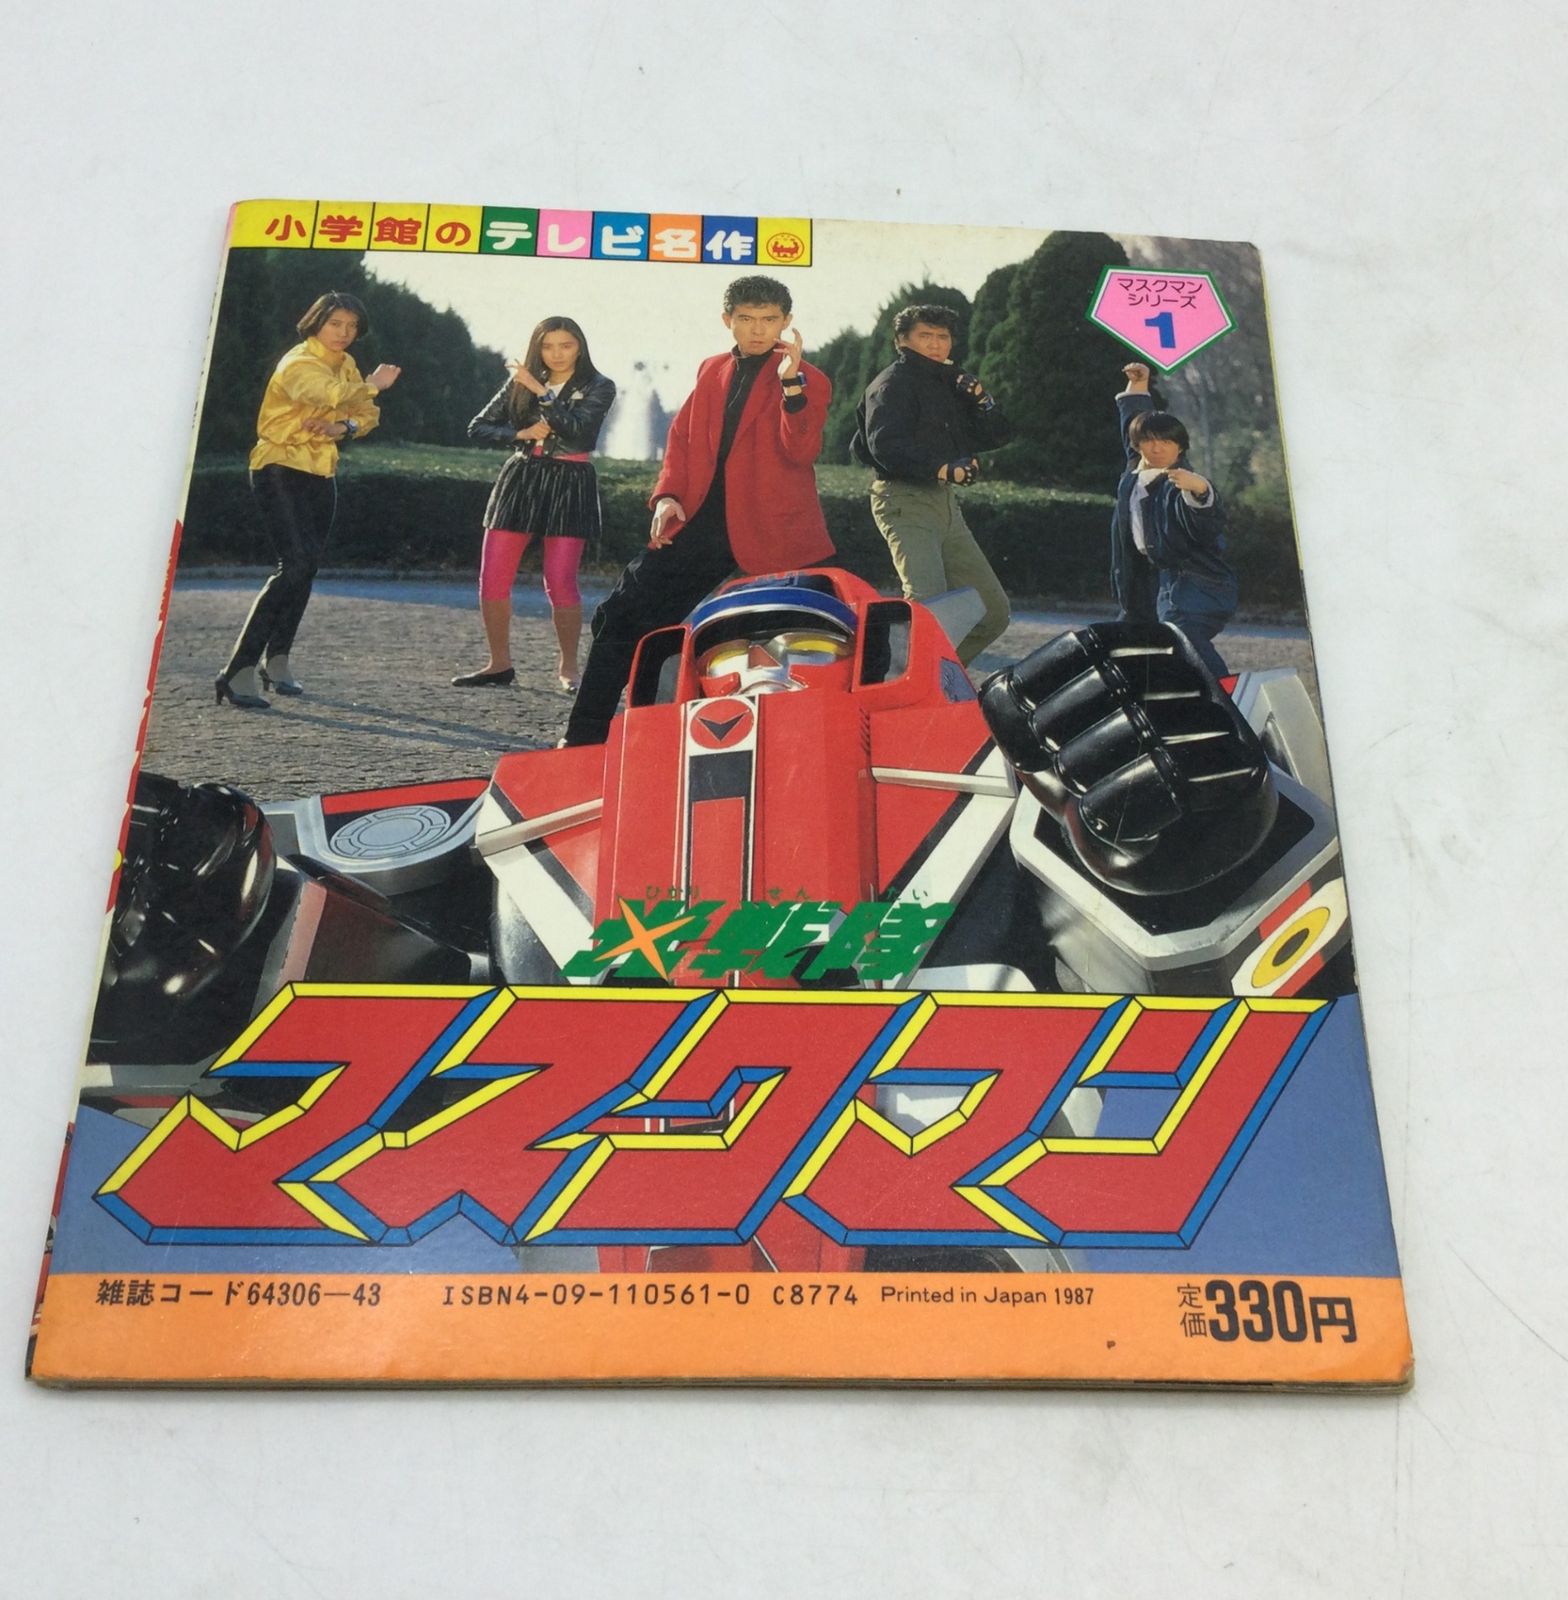 小学館のテレビ名作
マスクマン
シリーズ
1
ひかり せん たい
光戦隊
マスクマン
雑誌コード64306—43 ISBN4-09-110561-0 C8774 Printed in Japan 1987 定価330円
P